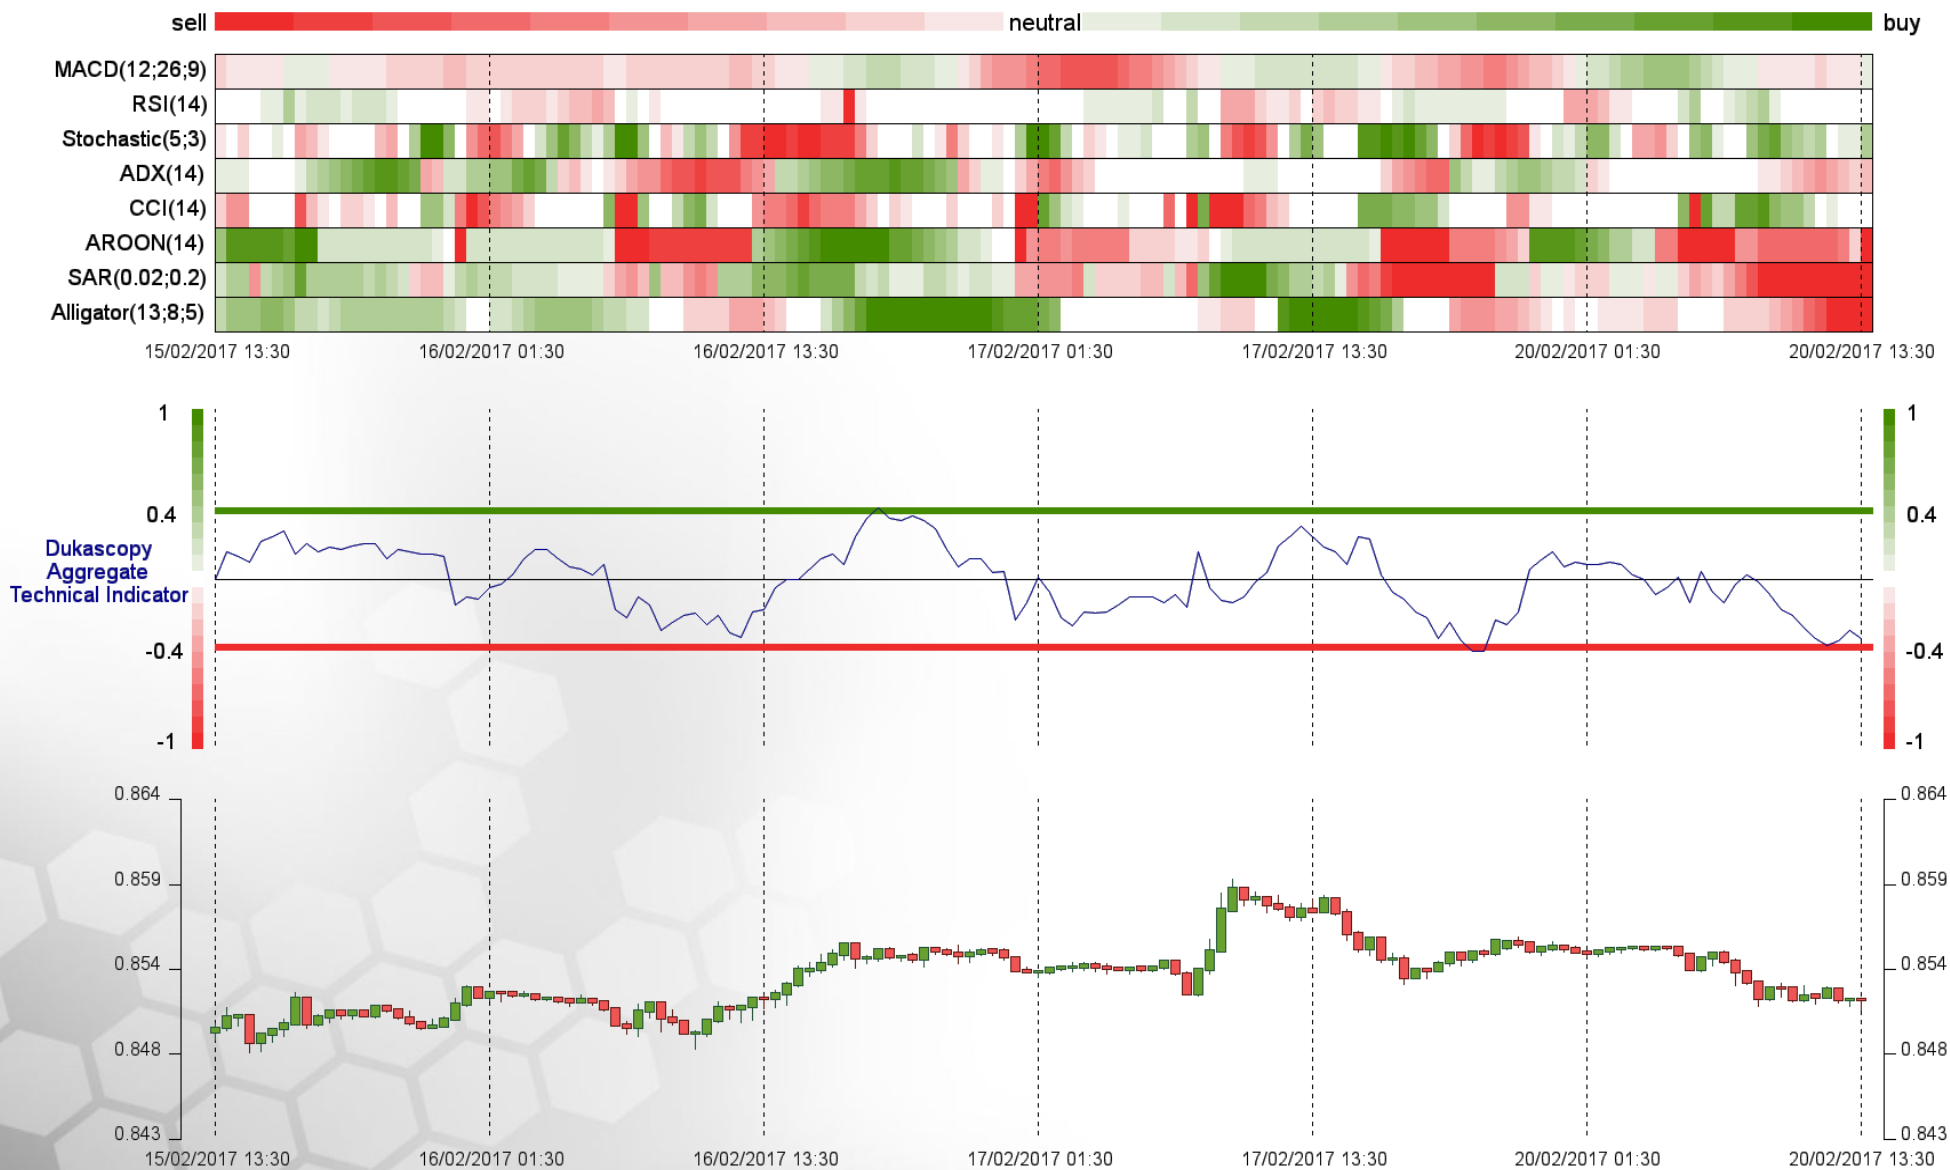 sell neutral buy
MACD(12;26;9)
RSI(14)
Stochastic(5;3)
ADX(14)
CCI(14)
AROON(14)
SAR(0.02;0.2)
Alligator(13;8;5)
15/02/2017 13:30 16/02/2017 01:30 16/02/2017 13:30 17/02/2017 01:30 17/02/2017 13:30 20/02/2017 01:30 20/02/2017 13:30
1 1
0.4 0.4
Dukascopy
Aggregate
Technical Indicator
-0.4 -0.4
-1 -1
0.864 0.864
0.859 0.859
0.854 0.854
0.848 0.848
0.843 0.843
15/02/2017 13:30 16/02/2017 01:30 16/02/2017 13:30 17/02/2017 01:30 17/02/2017 13:30 20/02/2017 01:30 20/02/2017 13:30